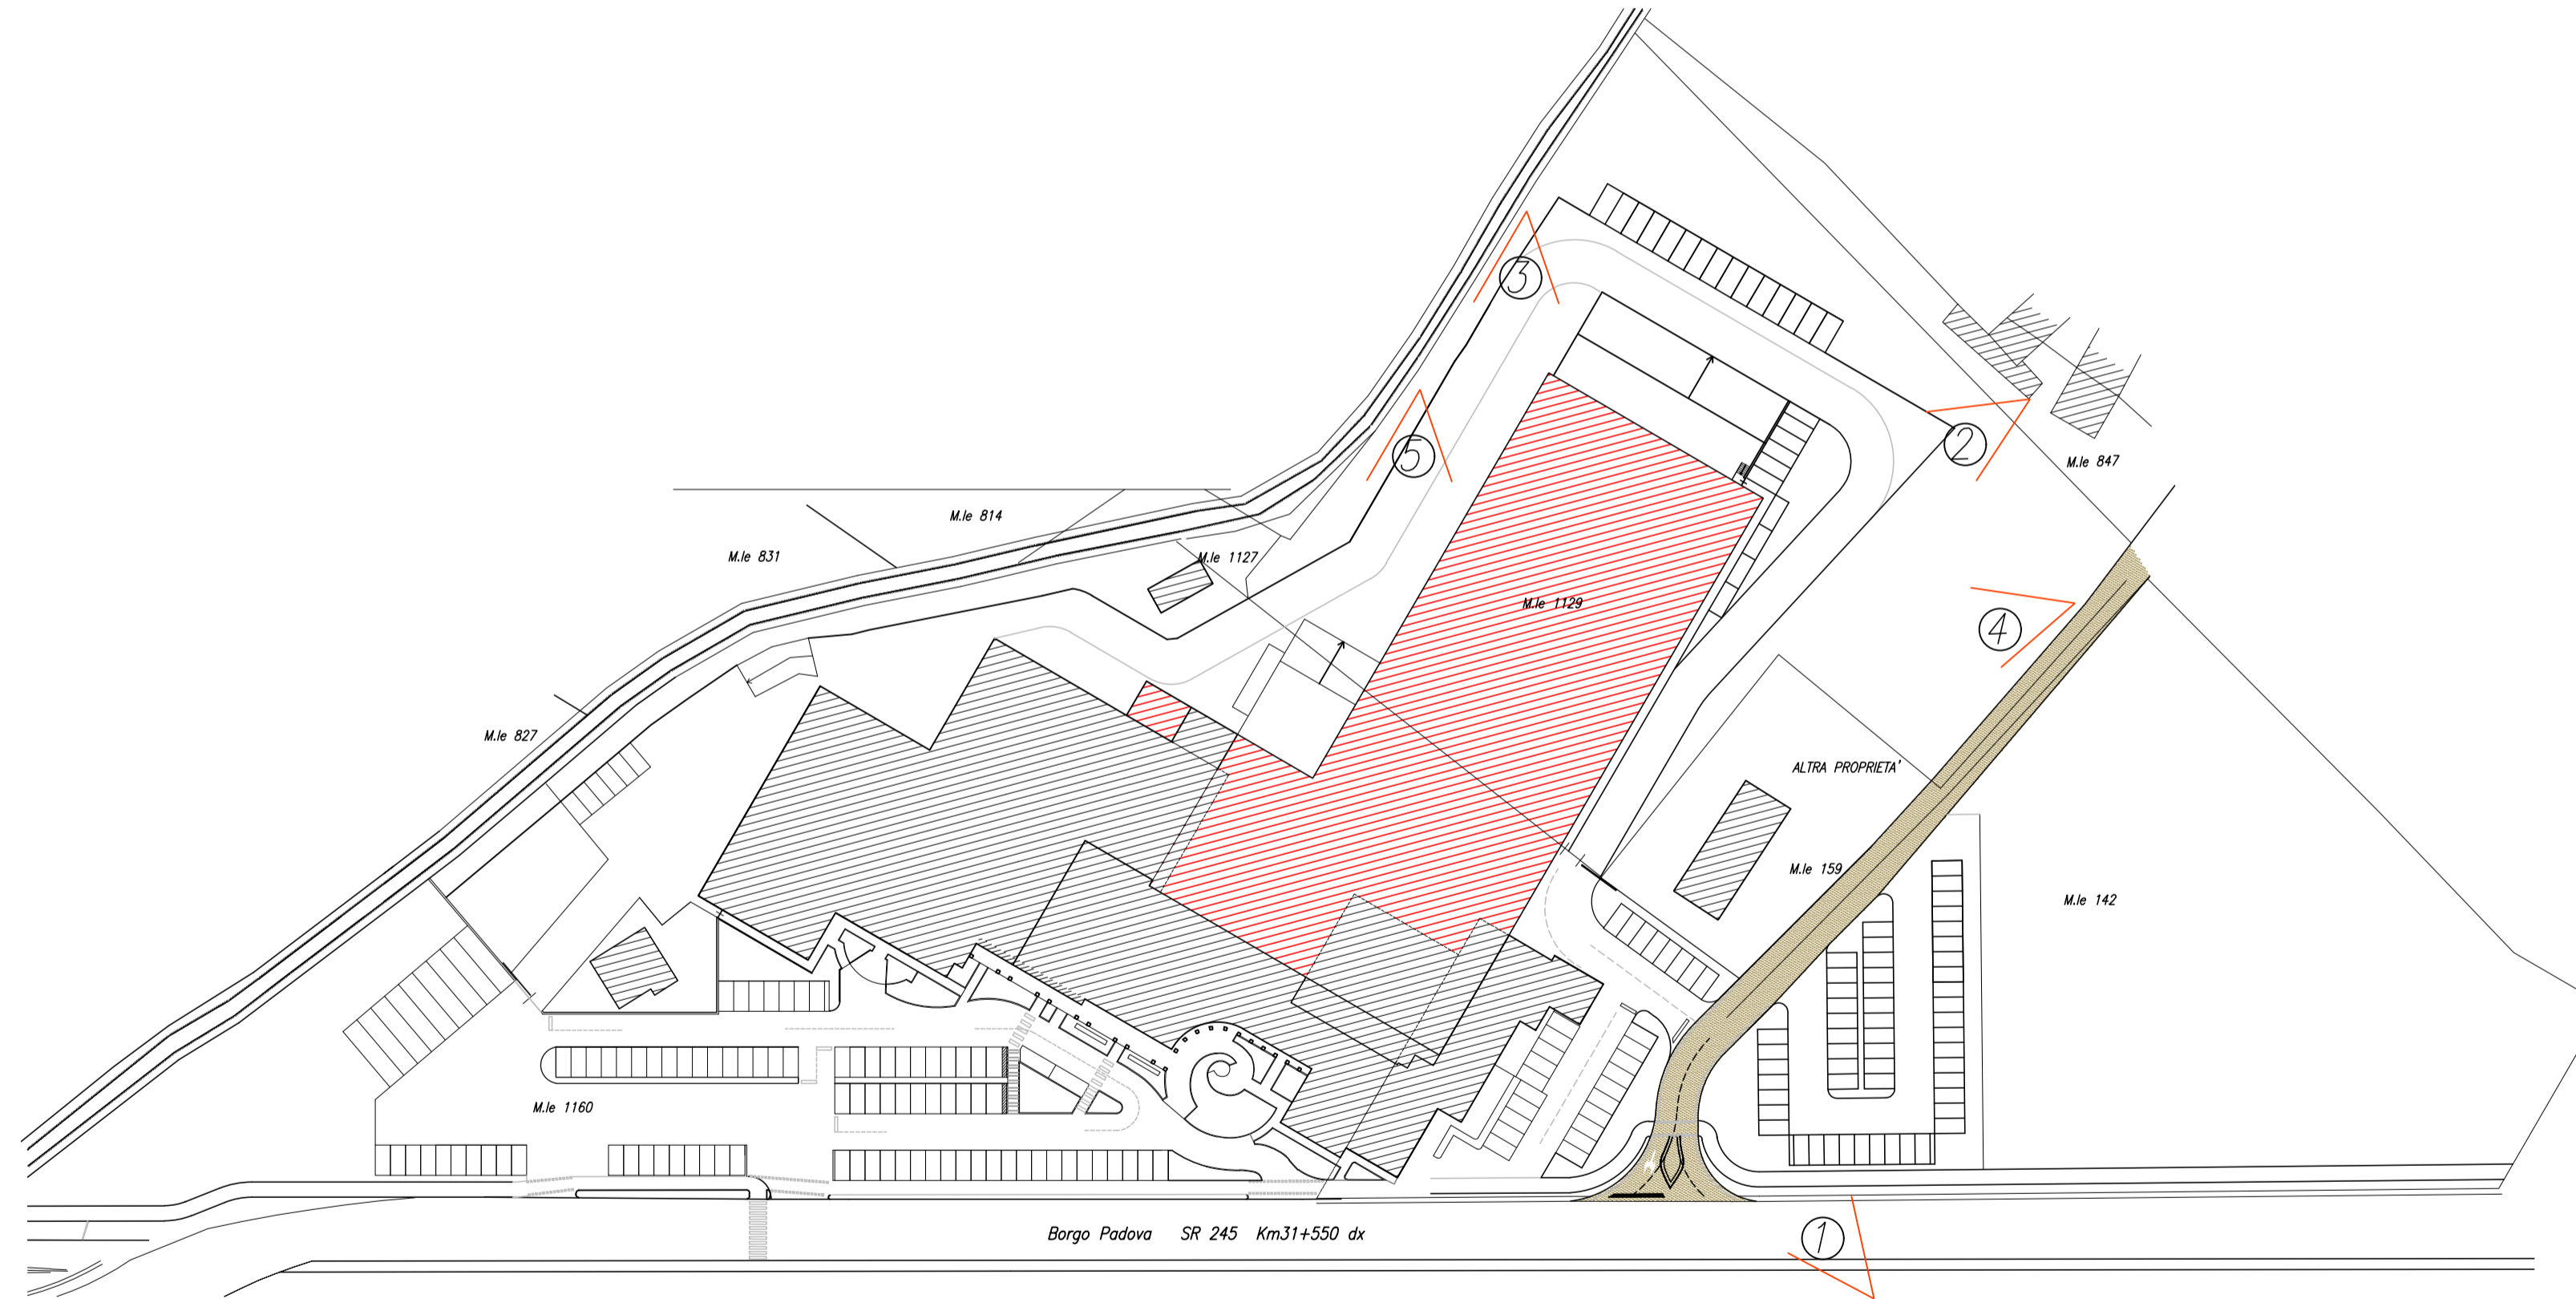 3
2
5
M.le 847
M.le 814
M.le 831
M.le 1127
M.le 1129
4
M.le 827
ALTRA PROPRIETA'
M.le 159
M.le 142
M.le 1160
Borgo Padova SR 245 Km31+550 dx
1